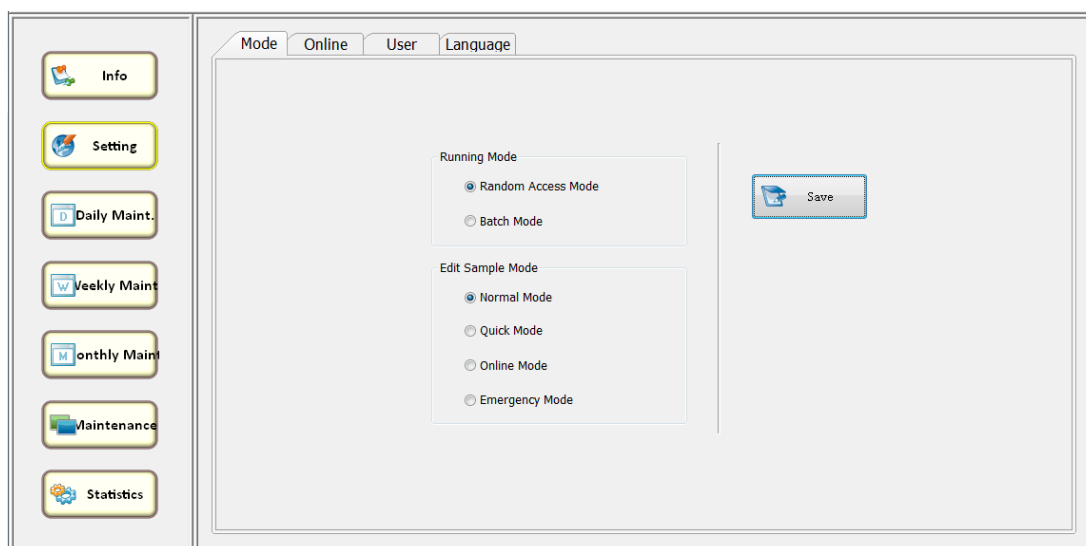 Mode
Online
User
Language
Info
Setting
D
Daily Maint.
W
Weekly Maint
M
onthly Maint
Maintenance
Statistics
Running Mode
Random Access Mode
Batch Mode
Edit Sample Mode
Normal Mode
Quick Mode
Online Mode
Emergency Mode
Save